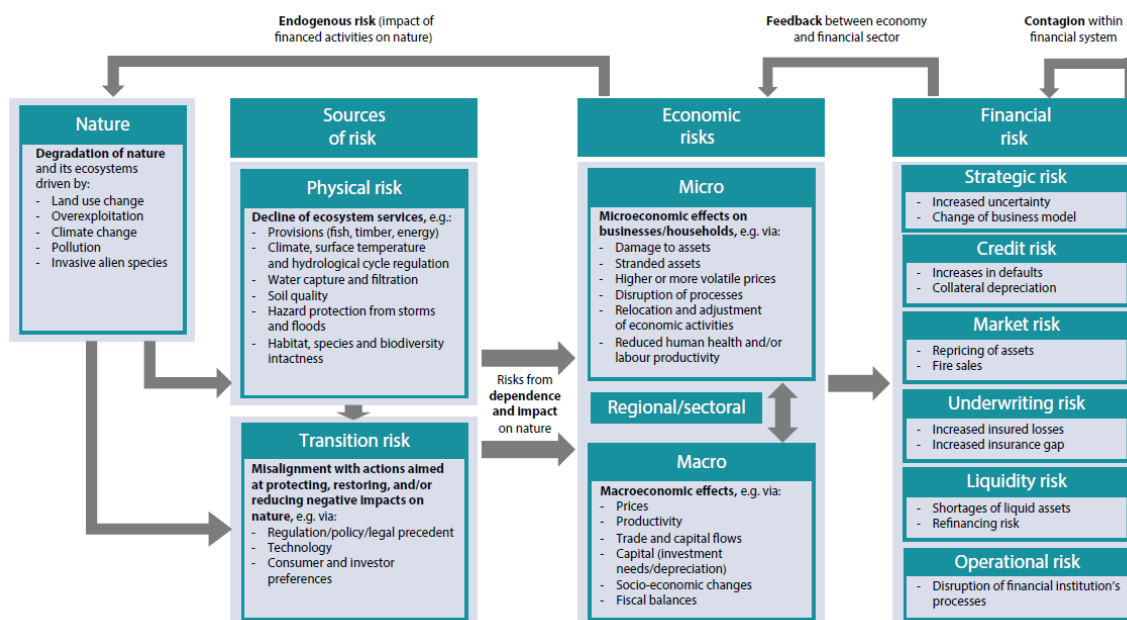 Endogenous risk (impact of
financed activities on nature)
Feedback between economy
and financial sector
Contagion within
financial system
Nature
Degradation of nature
and its ecosystems
driven by:
- Land use change
- Overexploitation
- Climate change
- Pollution
- Invasive alien species
Sources
of risk
Physical risk
Decline of ecosystem services, e.g.:
- Provisions (fish, timber, energy)
- Climate, surface temperature
and hydrological cycle regulation
- Water capture and filtration
- Soil quality
- Hazard protection from storms
and floods
- Habitat, species and biodiversity
intactness
Transition risk
Misalignment with actions aimed
at protecting, restoring, and/or
reducing negative impacts on
nature, e.g. via:
- Regulation/policy/legal precedent
- Technology
- Consumer and investor
preferences
Risks from
dependence
and impact
on nature
Economic
risks
Micro
Microeconomic effects on
businesses/households, e.g. via:
- Damage to assets
- Stranded assets
- Higher or more volatile prices
- Disruption of processes
- Relocation and adjustment
of economic activities
- Reduced human health and/or
labour productivity
Regional/sectoral
Macro
Macroeconomic effects, e.g. via:
- Prices
- Productivity
- Trade and capital flows
- Capital (investment
needs/depreciation)
- Socio-economic changes
- Fiscal balances
Financial
risk
Strategic risk
- Increased uncertainty
- Change of business model
Credit risk
- Increases in defaults
- Collateral depreciation
Market risk
- Repricing of assets
- Fire sales
Underwriting risk
- Increased insured losses
- Increased insurance gap
Liquidity risk
- Shortages of liquid assets
- Refinancing risk
Operational risk
- Disruption of financial institution's
processes